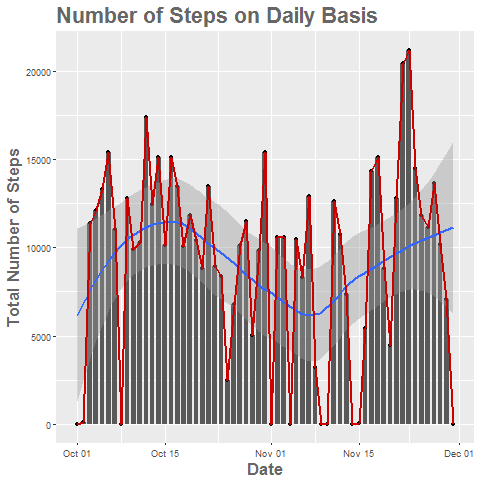 Number of Steps on Daily Basis
Total Number of Steps
20000
15000
10000
5000
0
Oct 01 Oct 15 Nov 01 Nov 15 Dec 01
Date